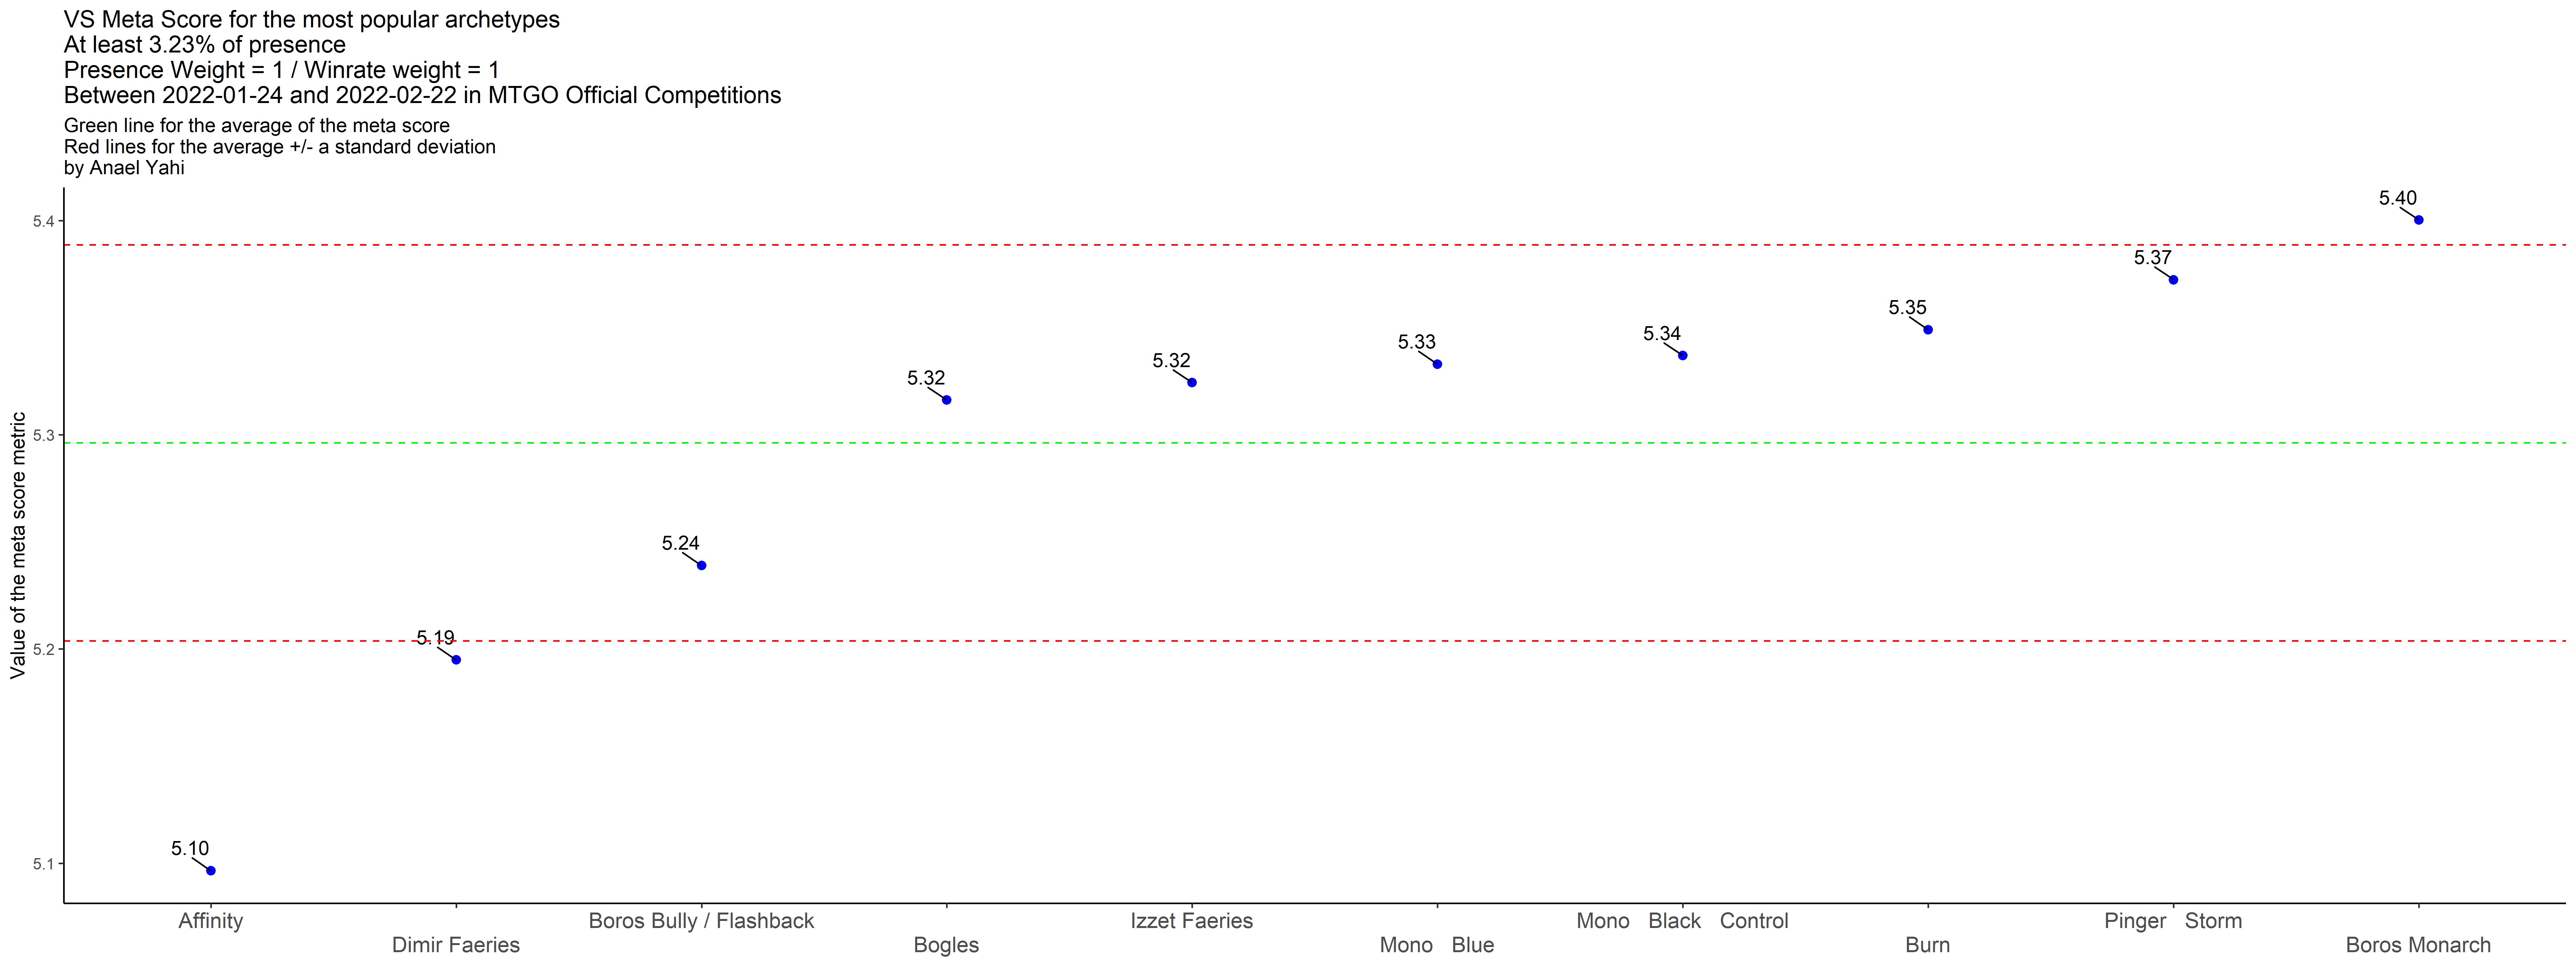 VS Meta Score for the most popular archetypes
At least 3.23% of presence
Presence Weight = 1 / Winrate weight = 1
Between 2022-01-24 and 2022-02-22 in MTGO Official Competitions
Green line for the average of the meta score
Red lines for the average +/- a standard deviation
by Anael Yahi
Value of the meta score metric
5.4
5.3
5.2
5.1
5.10
5.19
5.24
5.32
5.32
5.33
5.34
5.35
5.37
5.40
Affinity
Dimir Faeries
Boros Bully / Flashback
Bogles
Izzet Faeries
Mono Blue
Mono Black Control
Burn
Pinger Storm
Boros Monarch